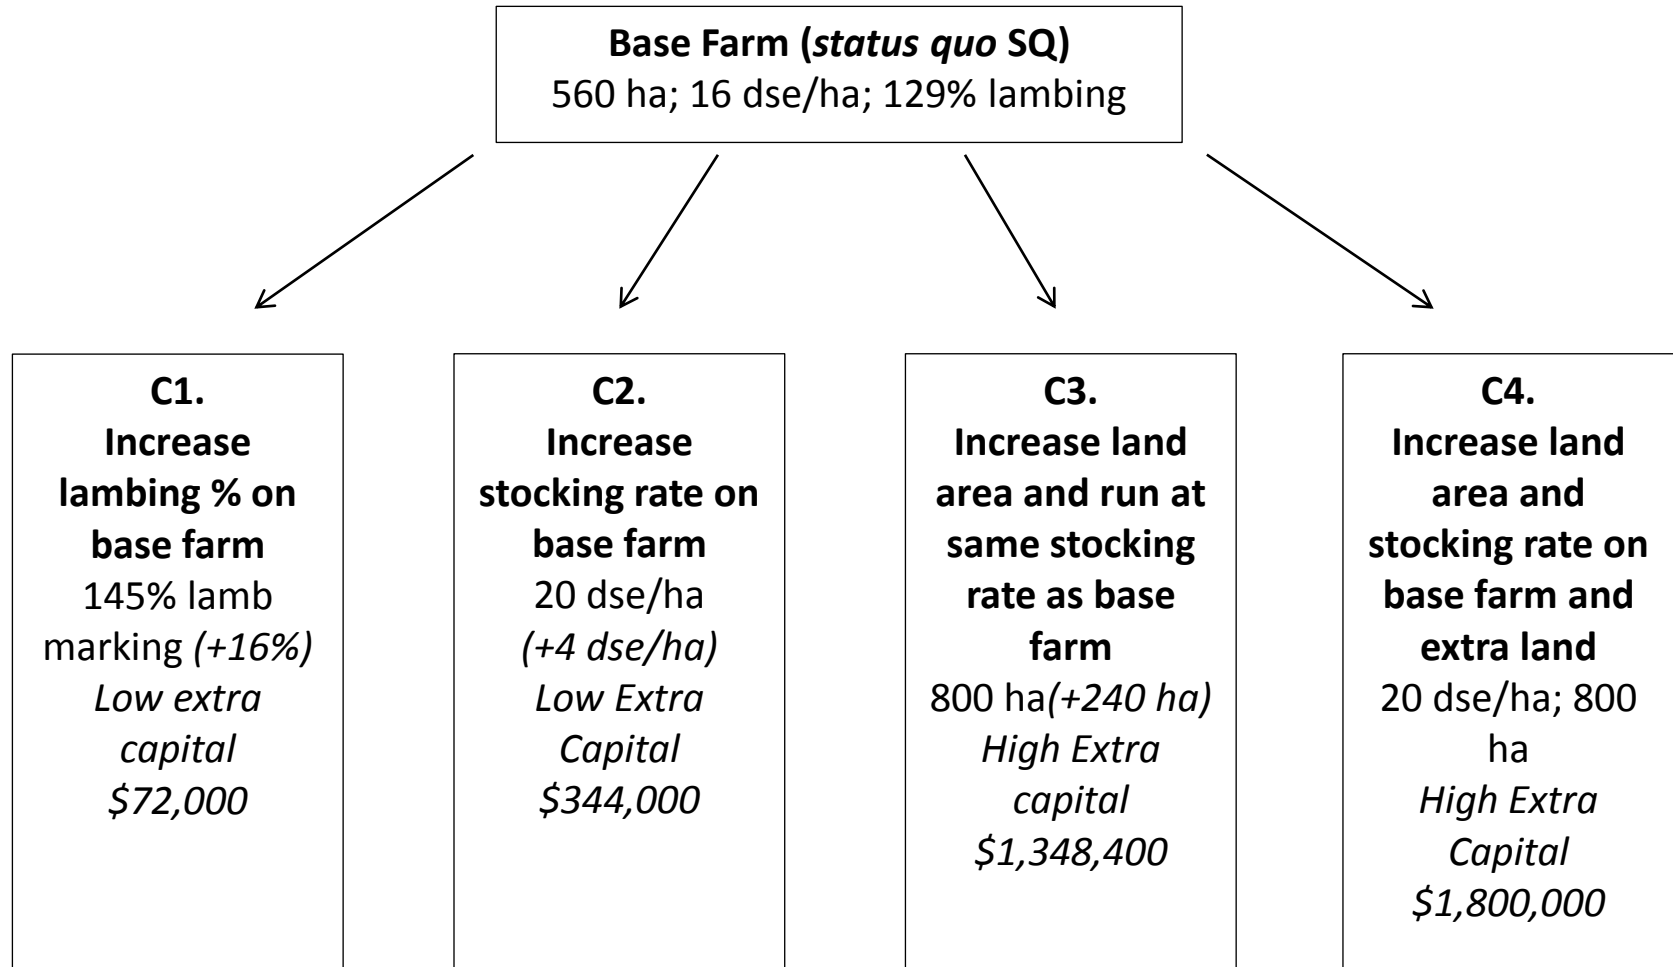 Base Farm (status quo SQ)
560 ha; 16 dse/ha; 129% lambing
C1.
Increase
lambing % on
base farm
145% lamb
marking (+16%)
Low extra
capital
$72,000
C2.
Increase
stocking rate on
base farm
20 dse/ha
(+4 dse/ha)
Low Extra
Capital
$344,000
C3.
Increase land
area and run at
same stocking
rate as base
farm
800 ha(+240 ha)
High Extra
capital
$1,348,400
C4.
Increase land
area and
stocking rate on
base farm and
extra land
20 dse/ha; 800
ha
High Extra
Capital
$1,800,000